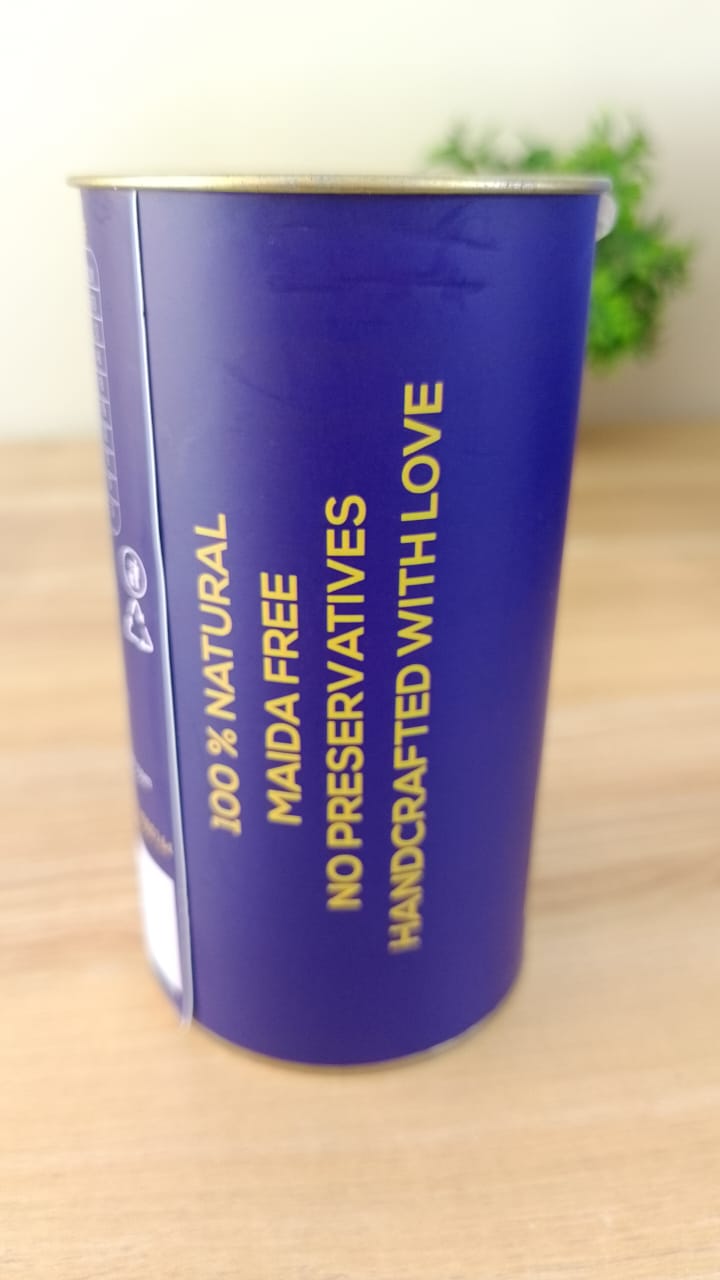 100 % NATURAL
MAIDA FREE
NO PRESERVATIVES
HANDCRAFTED WITH LOVE